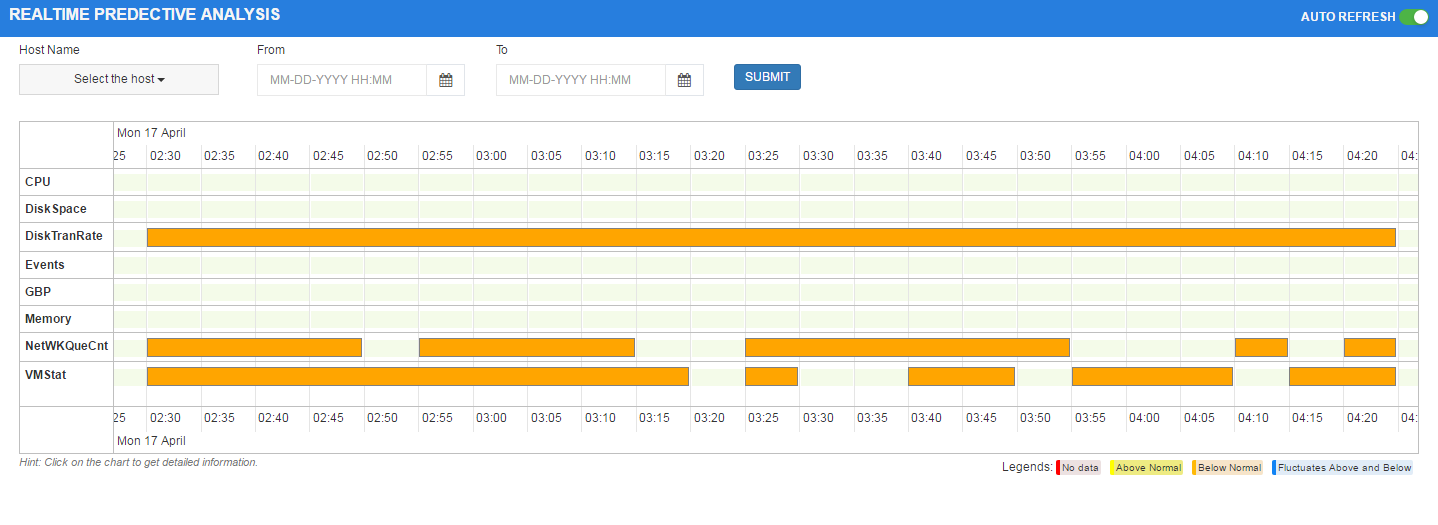 REALTIME PREDECTIVE ANALYSIS
AUTO REFRESH
Host Name
From
To
Select the host
MM-DD-YYYY HH:MM
MM-DD-YYYY HH:MM
SUBMIT
Mon 17 April
25 02:30 02:35 02:40 02:45 02:50 02:55 03:00 03:05 03:10 03:15 03:20 03:25 03:30 03:35 03:40 03:45 03:50 03:55 04:00 04:05 04:10 04:15 04:20 04:
CPU
DiskSpace
DiskTranRate
Events
GBP
Memory
NetWKQueCnt
VMStat
25 02:30 02:35 02:40 02:45 02:50 02:55 03:00 03:05 03:10 03:15 03:20 03:25 03:30 03:35 03:40 03:45 03:50 03:55 04:00 04:05 04:10 04:15 04:20 04:
Mon 17 April
Hint: Click on the chart to get detailed information.
Legends: No data Above Normal Below Normal Fluctuates Above and Below